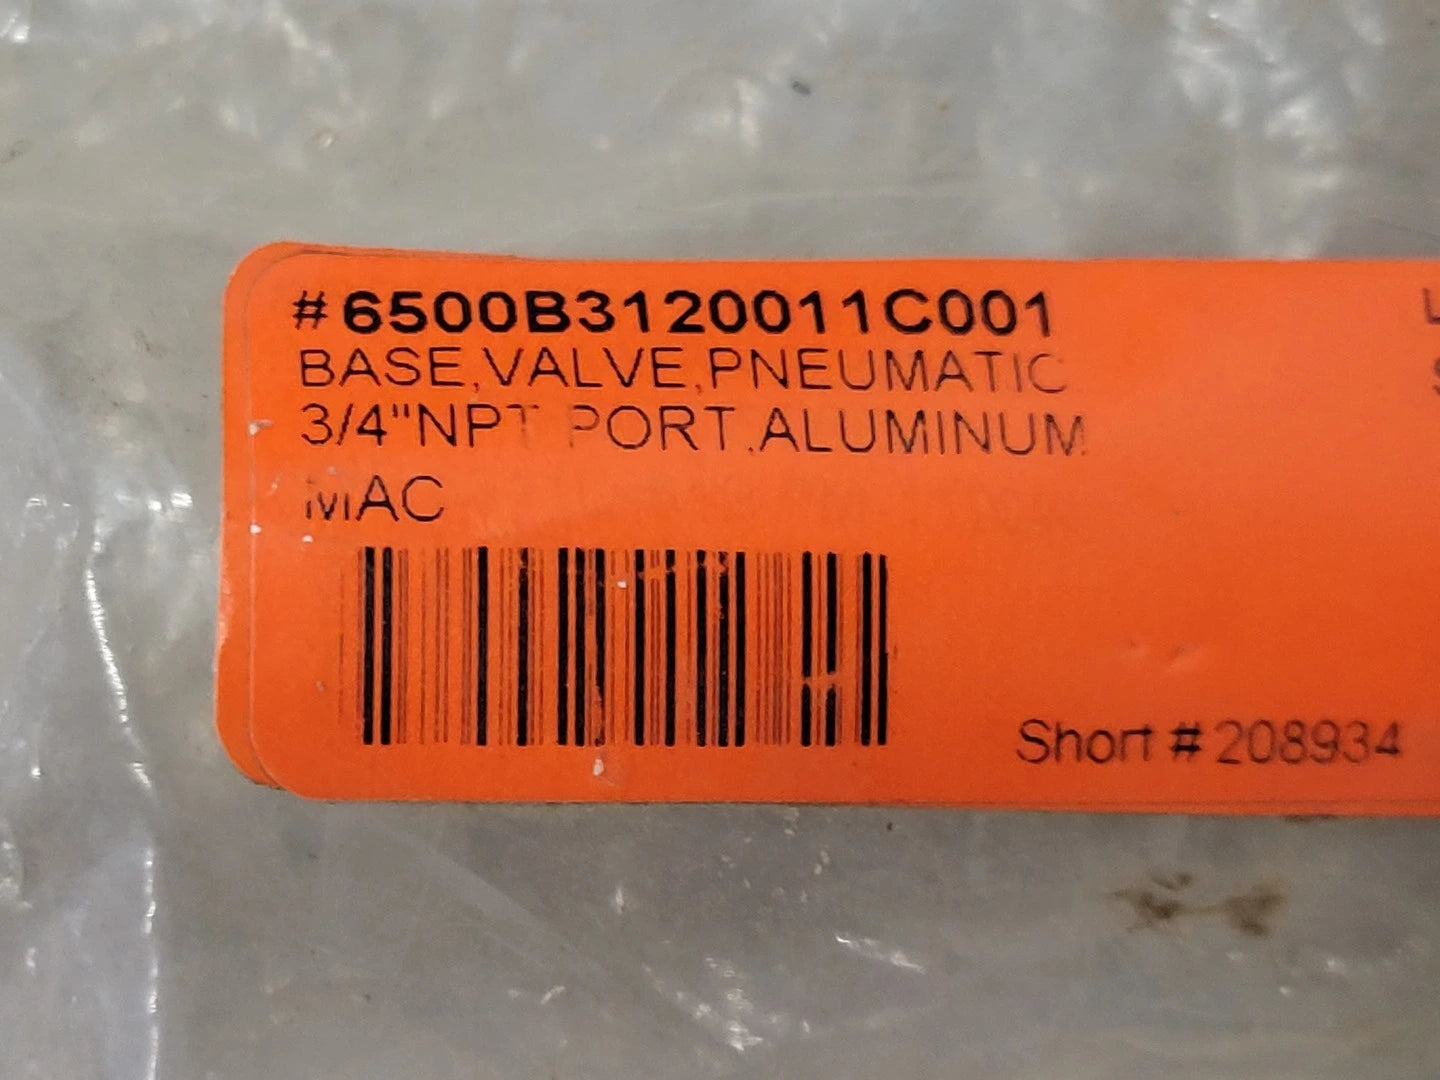 #6500B3120011C001
BASE,VALVE,PNEUMATIC
3/4"NPT PORT,ALUMINUM
MAC
Short # 208934